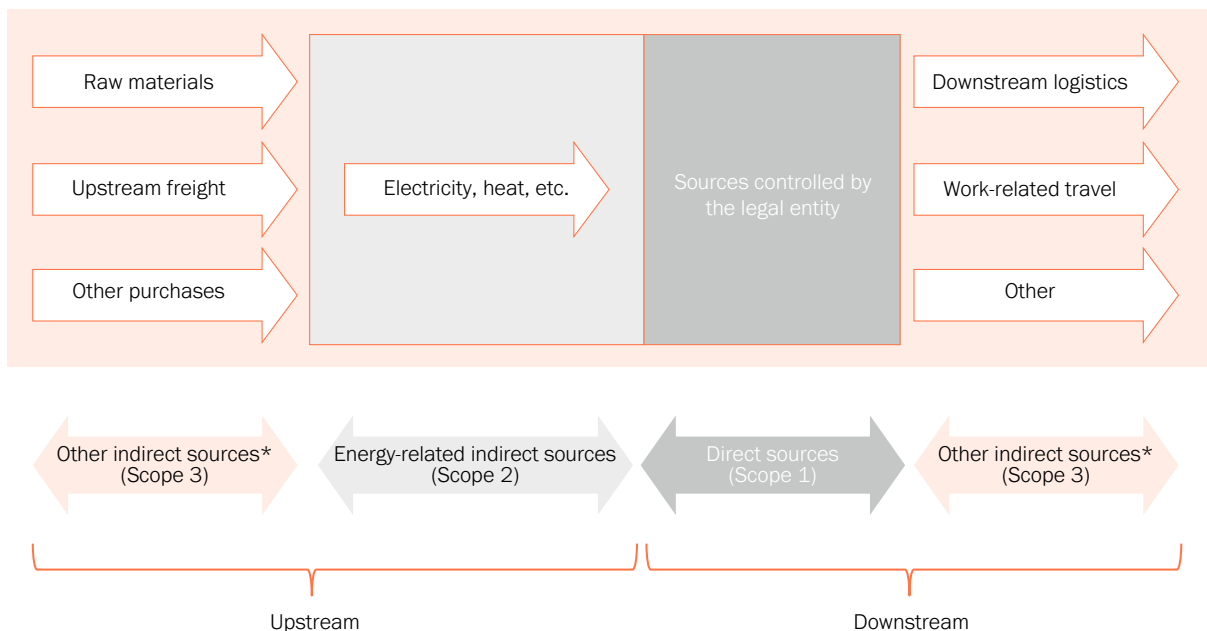 Raw materials
Upstream freight
Other purchases
Electricity, heat, etc.
Sources controlled by
the legal entity
Downstream logistics
Work-related travel
Other
Other indirect sources*
(Scope 3)
Energy-related indirect sources
(Scope 2)
Direct sources
(Scope 1)
Other indirect sources*
(Scope 3)
Upstream
Downstream